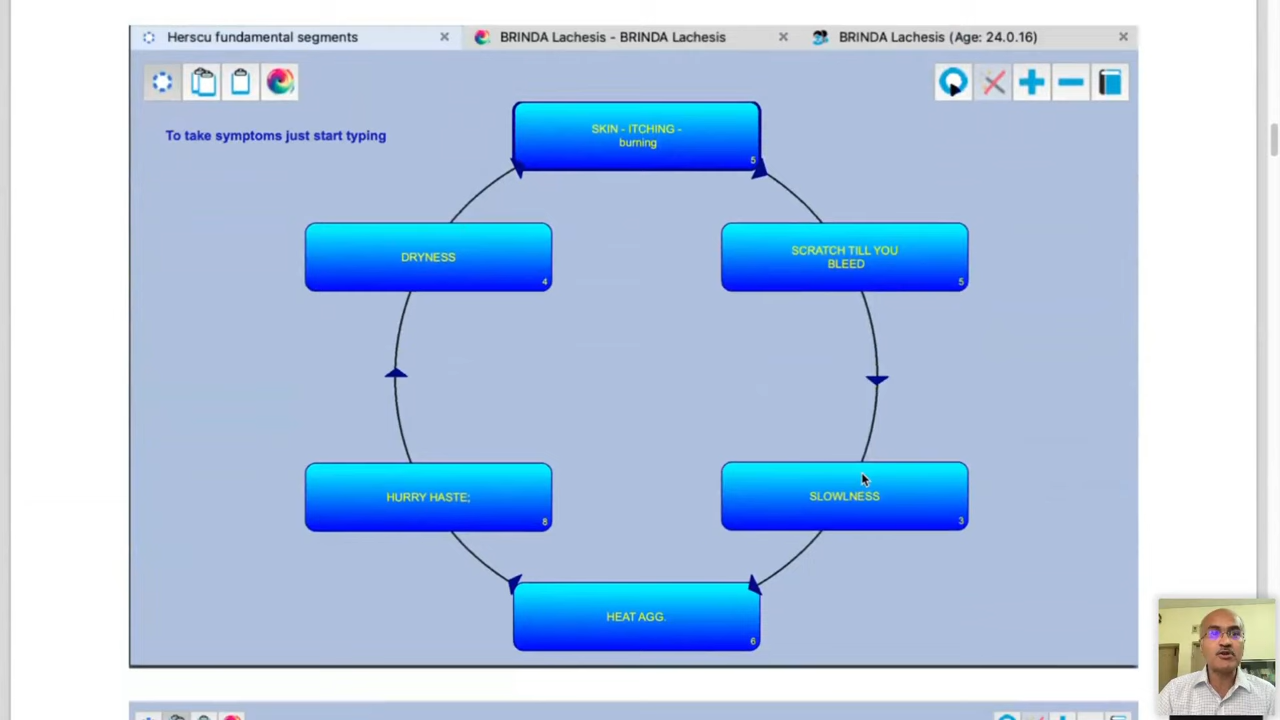 Herscu fundamental segments
BRINDA Lachesis - BRINDA Lachesis
BRINDA Lachesis (Age: 24.0.16)
To take symptoms just start typing
SKIN - ITCHING -
burning
5
DRYNESS
4
SCRATCH TILL YOU
BLEED
5
HURRY HASTE;
8
SLOWLNESS
3
HEAT AGG.
6